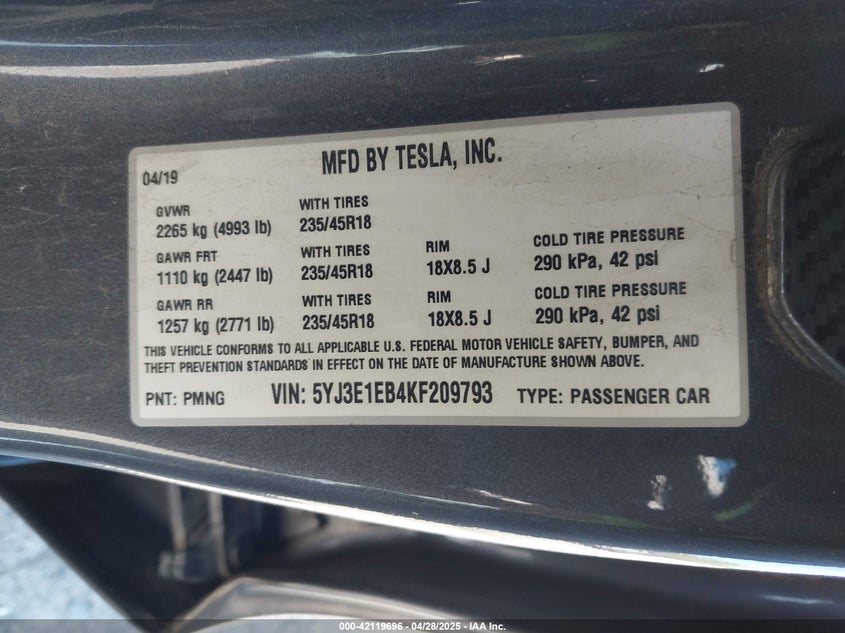 MFD BY TESLA, INC.
04/19
GVWR
2265 kg (4993 lb)
WITH TIRES
235/45R18
GAWR FRT
1110 kg (2447 lb)
WITH TIRES
235/45R18
RIM
18X8.5 J
COLD TIRE PRESSURE
290 kPa, 42 psi
GAWR RR
1257 kg (2771 lb)
WITH TIRES
235/45R18
RIM
18X8.5 J
COLD TIRE PRESSURE
290 kPa, 42 psi
THIS VEHICLE CONFORMS TO ALL APPLICABLE U.S. FEDERAL MOTOR VEHICLE SAFETY, BUMPER, AND
THEFT PREVENTION STANDARDS IN EFFECT ON THE DATE OF MANUFACTURE SHOWN ABOVE.
PNT: PMNG VIN: 5YJ3E1EB4KF209793 TYPE: PASSENGER CAR
000-42119696 - 04/28/2025 - IAA Inc.